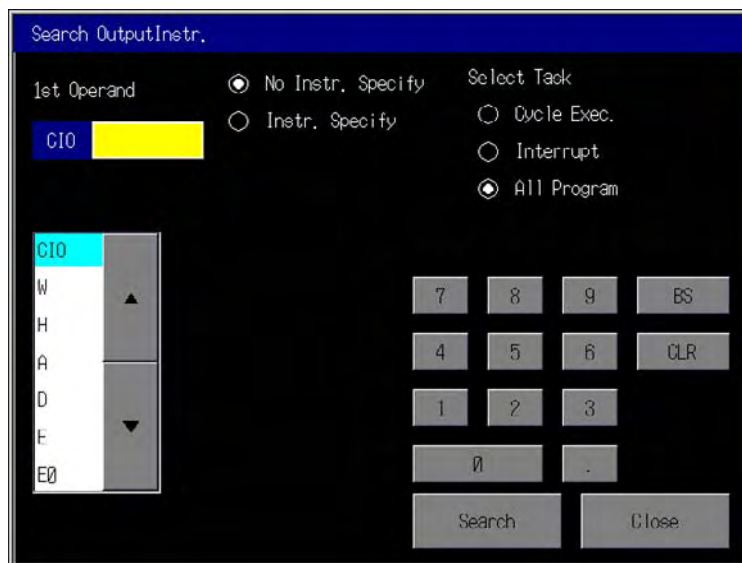 Search OutputInstr.
1st Operand
CIO
No Instr. Specify
Instr. Specify
Select Task
Cycle Exec.
Interrupt
All Program
CIO
W
H
A
D
E
E0
7 8 9 BS
4 5 6 CLR
1 2 3
0 .
Search Close